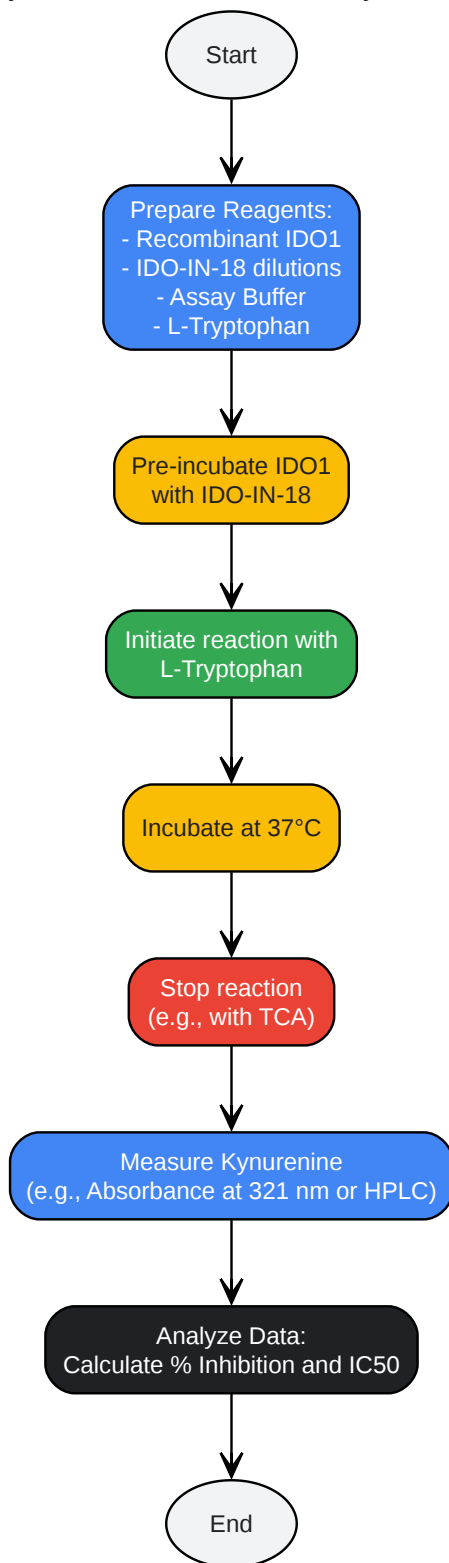 Start
Prepare Reagents:
- Recombinant IDO1
- IDO-IN-18 dilutions
- Assay Buffer
- L-Tryptophan
Pre-incubate IDO1
with IDO-IN-18
Initiate reaction with
L-Tryptophan
Incubate at 37°C
Stop reaction
(e.g., with TCA)
Measure Kynurenine
(e.g., Absorbance at 321 nm or HPLC)
Analyze Data:
Calculate % Inhibition and IC50
End